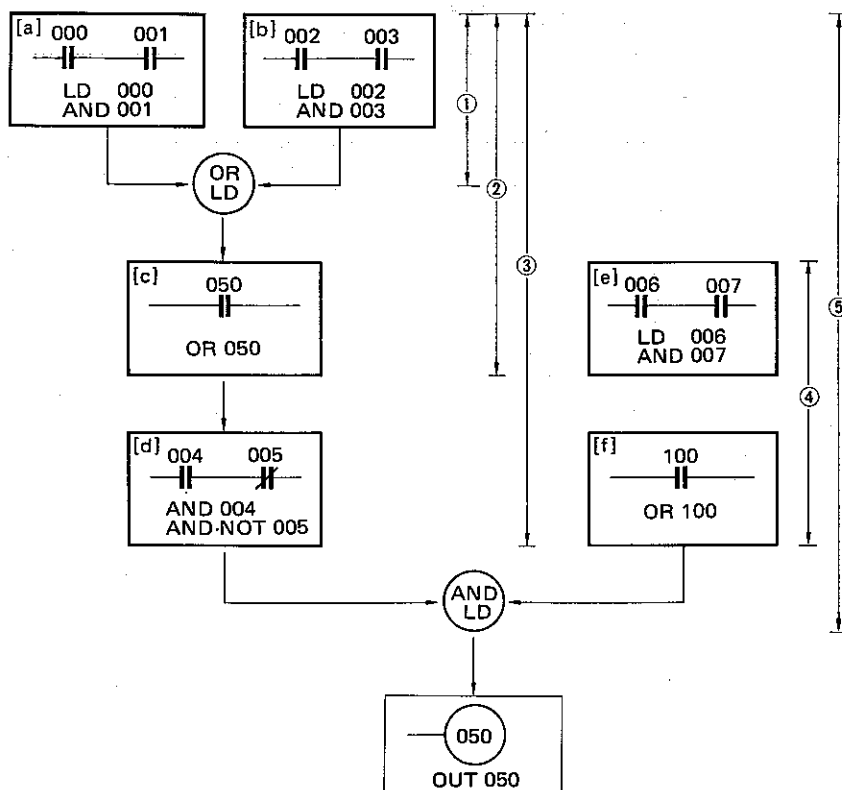 [a] 000 001
LD 000
AND 001
[b] 002 003
LD 002
AND 003
①
OR
LD
②
③
[c] 050
OR 050
[e] 006 007
LD 006
AND 007
⑤
④
[d] 004 005
AND 004
AND·NOT 005
[f] 100
OR 100
AND
LD
050
OUT 050